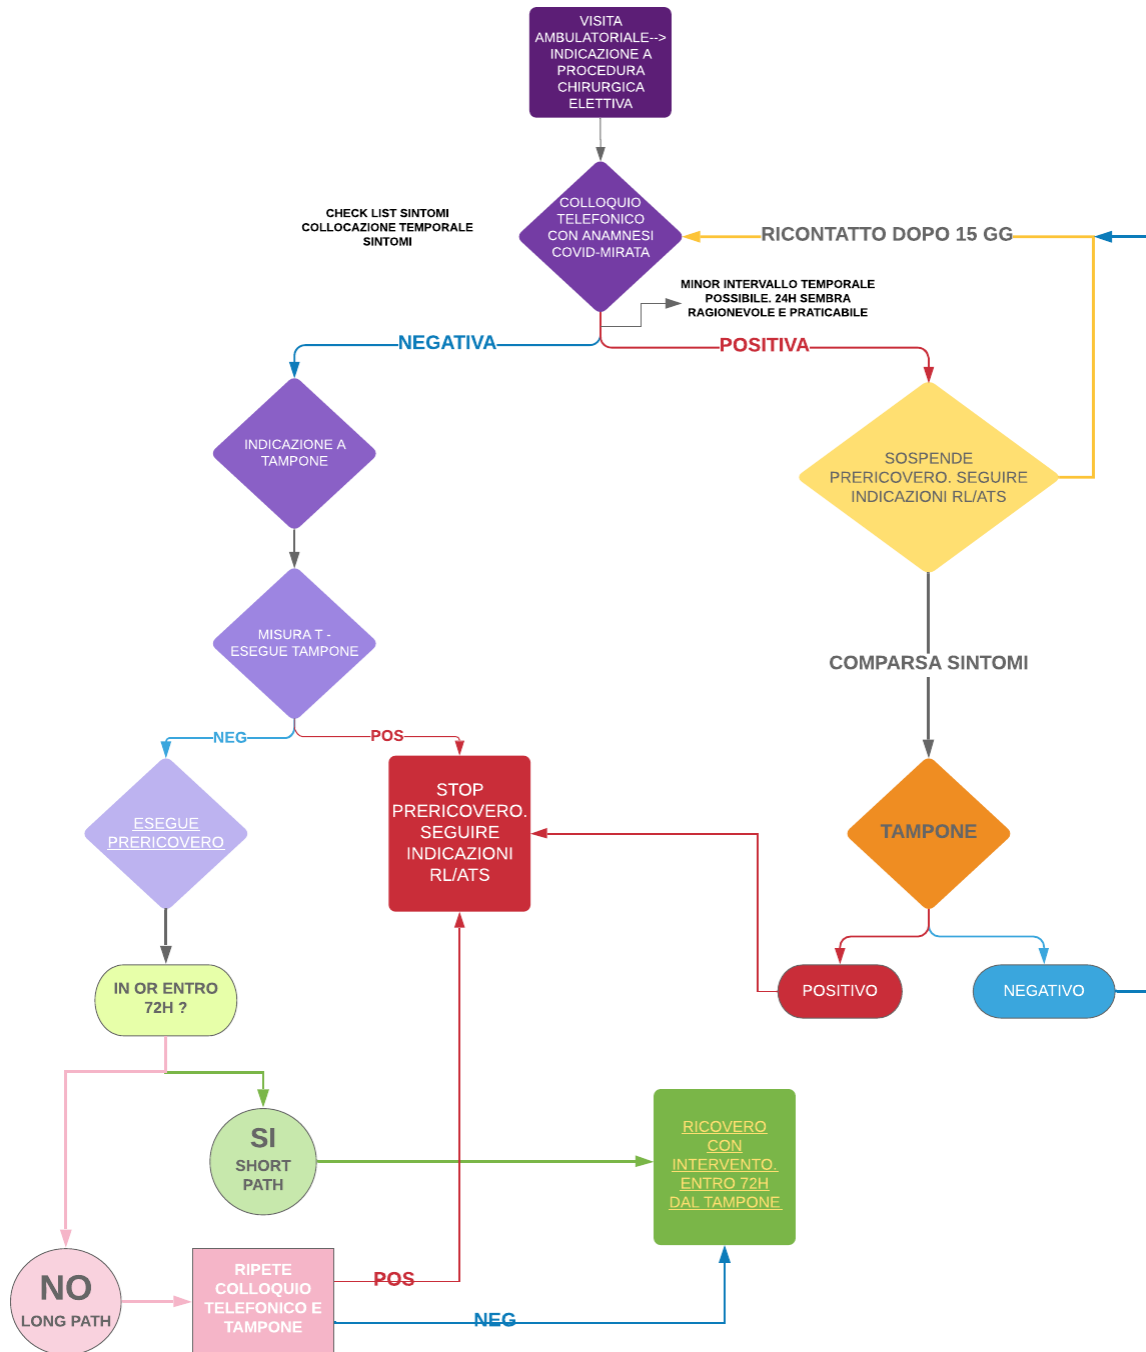 VISITA
AMBULATORIALE-->
INDICAZIONE A
PROCEDURA
CHIRURGICA
ELETTIVA
COLLOQUIO
TELEFONICO
CON ANAMNESI
COVID-MIRATA
CHECK LIST SINTOMI
COLLOCAZIONE TEMPORALE
SINTOMI
RICONTATTO DOPO 15 GG
MINOR INTERVALLO TEMPORALE
POSSIBILE. 24H SEMBRA
RAGIONEVOLE E PRATICABILE
NEGATIVA
POSITIVA
INDICAZIONE A
TAMPONE
SOSPENDE
PRERICOVERO. SEGUIRE
INDICAZIONI RL/ATS
MISURA T -
ESEGUE TAMPONE
COMPARSA SINTOMI
NEG
POS
ESEGUE
PRERICOVERO
STOP
PRERICOVERO.
SEGUIRE
INDICAZIONI
RL/ATS
TAMPONE
POSITIVO
NEGATIVO
IN OR ENTRO
72H ?
SI
SHORT
PATH
RICOVERO
CON
INTERVENTO.
ENTRO 72H
DAL TAMPONE
NO
LONG PATH
RIPETE
COLLOQUIO
TELEFONICO E
TAMPONE
POS
NEG